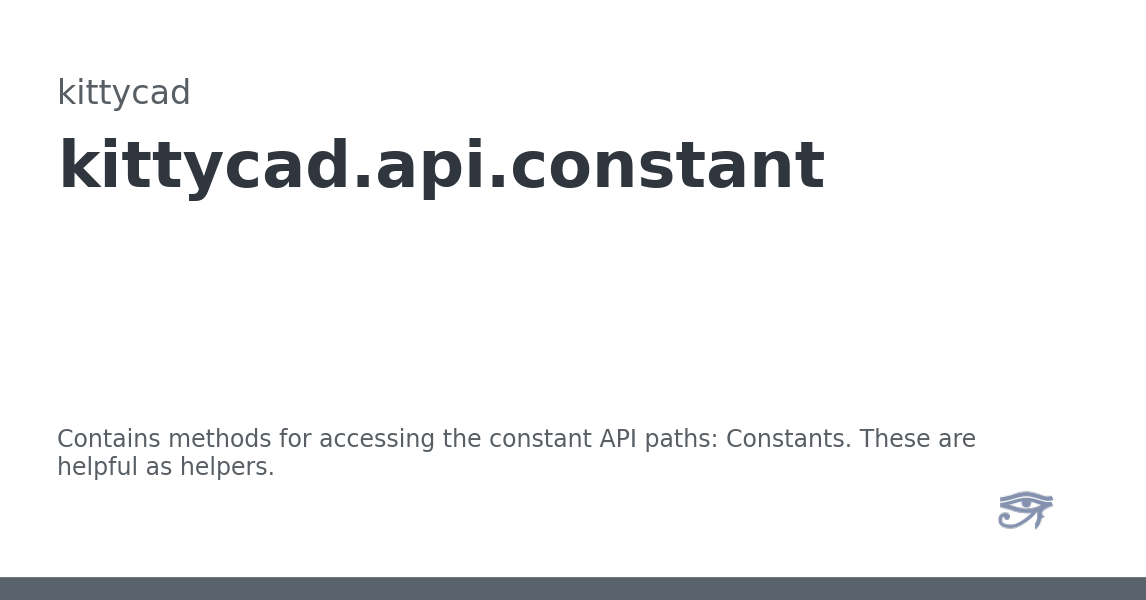 kittycad
kittycad.api.constant
Contains methods for accessing the constant API paths: Constants. These are
helpful as helpers.